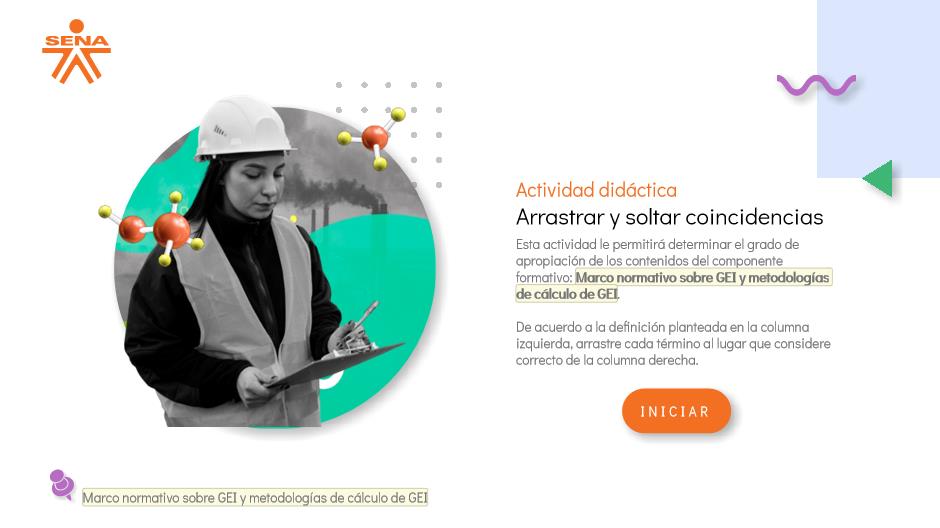 SENA
Actividad didáctica
Arrastrar y soltar coincidencias
Esta actividad le permitirá determinar el grado de
apropiación de los contenidos del componente
formativo: Marco normativo sobre GEI y metodologías
de cálculo de GEI.
De acuerdo a la definición planteada en la columna
izquierda, arrastre cada término al lugar que considere
correcto de la columna derecha.
INICIAR
Marco normativo sobre GEI y metodologías de cálculo de GEI